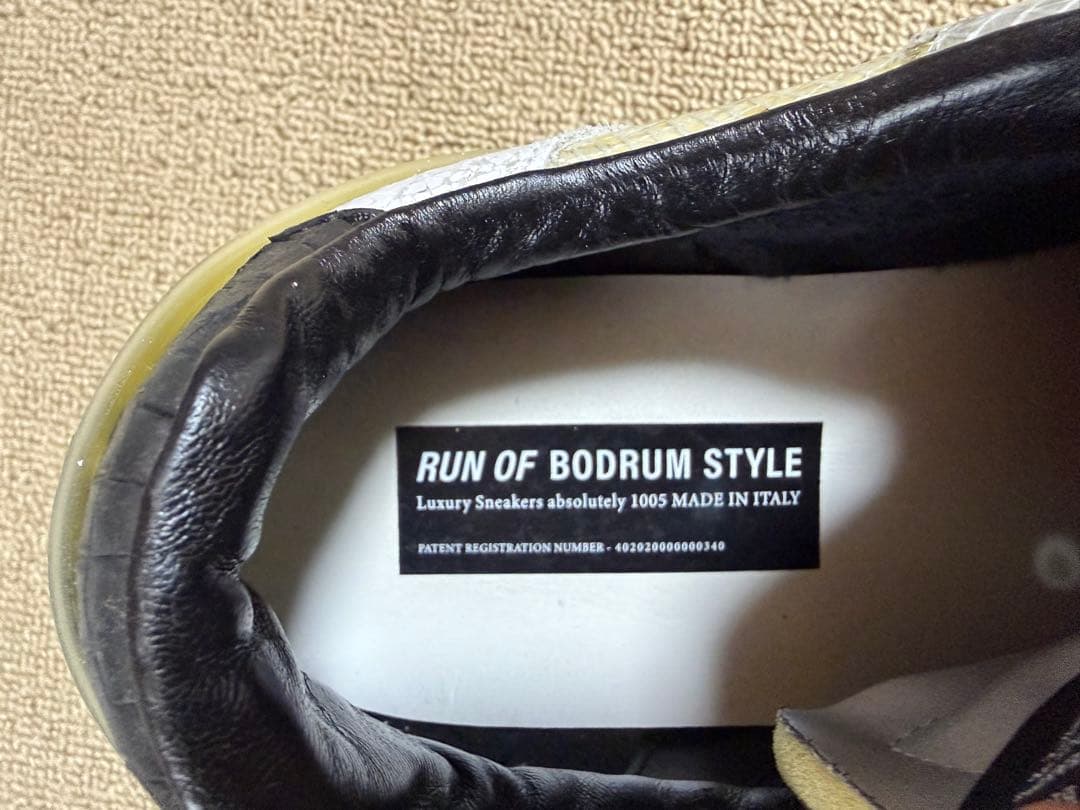 RUN OF BODRUM STYLE
Luxury Sneakers absolutely 1005 MADE IN ITALY
PATENT REGISTRATION NUMBER - 402020000000340